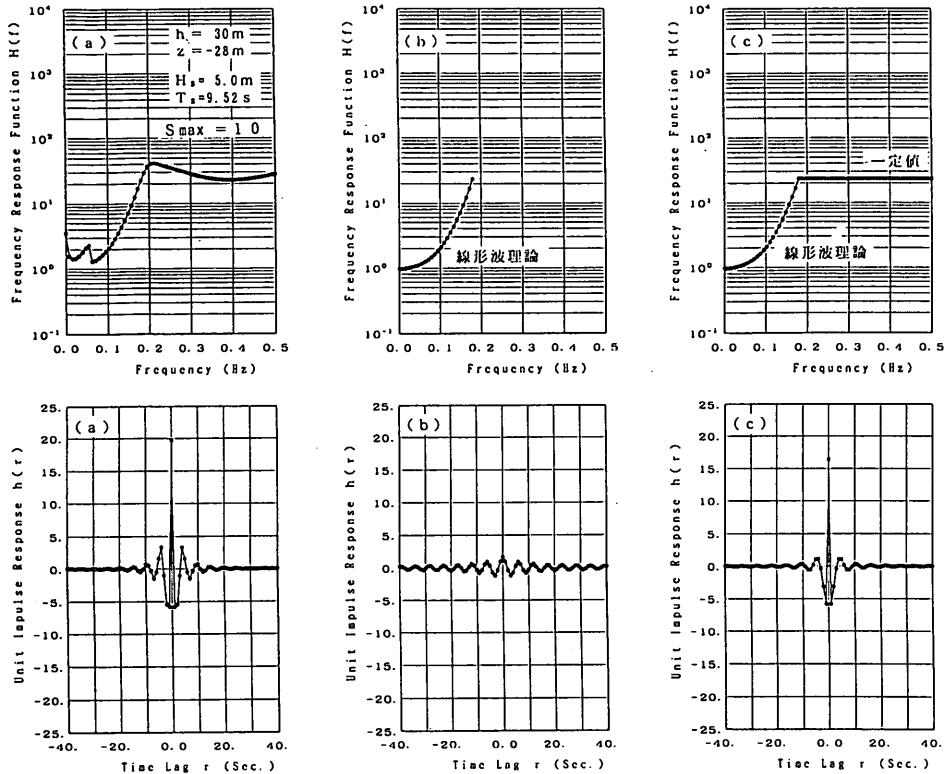 (a)
h = 30m
z = -28m
Hs = 5.0m
Ts=9.52s
Smax = 10
Frequency Response Function H(f)
10⁴
10³
10²
10¹
10⁰
10⁻¹
0.0 0.1 0.2 0.3 0.4 0.5
Frequency (Hz)
(b)
線形波理論
Frequency Response Function H(f)
10⁴
10³
10²
10¹
10⁰
10⁻¹
0.0 0.1 0.2 0.3 0.4 0.5
Frequency (Hz)
(c)
一定値
線形波理論
Frequency Response Function H(f)
10⁴
10³
10²
10¹
10⁰
10⁻¹
0.0 0.1 0.2 0.3 0.4 0.5
Frequency (Hz)
(a)
Unit Impulse Response h(r)
25.
20.
15.
10.
5.
0.
-5.
-10.
-15.
-20.
-25.
-40. -20. 0.0 20. 40.
Time Lag r (Sec.)
(b)
Unit Impulse Response h(r)
25.
20.
15.
10.
5.
0.
-5.
-10.
-15.
-20.
-25.
-40. -20. 0.0 20. 40.
Time Lag r (Sec.)
(c)
Unit Impulse Response h(r)
25.
20.
15.
10.
5.
0.
-5.
-10.
-15.
-20.
-25.
-40. -20. 0.0 20. 40.
Time Lag r (Sec.)